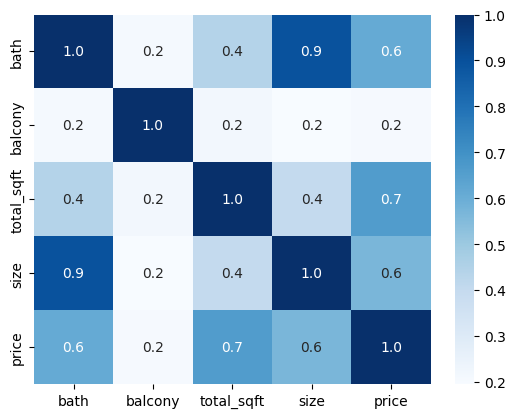 bath 1.0 0.2 0.4 0.9 0.6
balcony 0.2 1.0 0.2 0.2 0.2
total_sqft 0.4 0.2 1.0 0.4 0.7
size 0.9 0.2 0.4 1.0 0.6
price 0.6 0.2 0.7 0.6 1.0
bath balcony total_sqft size price
1.0
0.9
0.8
0.7
0.6
0.5
0.4
0.3
0.2